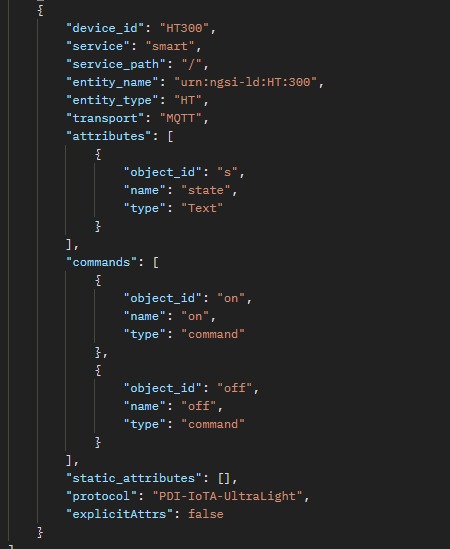 {
"device_id": "HT300",
"service": "smart",
"service_path": "/",
"entity_name": "urn:ngsi-ld:HT:300",
"entity_type": "HT",
"transport": "MQTT",
"attributes": [
{
"object_id": "s",
"name": "state",
"type": "Text"
}
],
"commands": [
{
"object_id": "on",
"name": "on",
"type": "command"
},
{
"object_id": "off",
"name": "off",
"type": "command"
}
],
"static_attributes": [],
"protocol": "PDI-IoTA-UltraLight",
"explicitAttrs": false
}
]